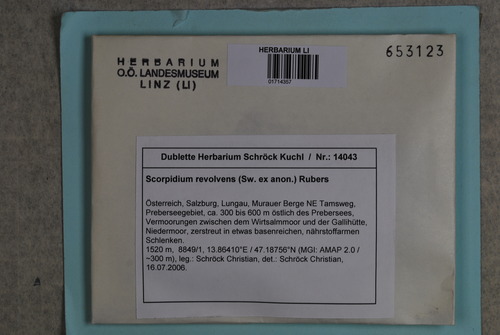 HERBARIUM
O.Ö. LANDESMUSEUM
LINZ (LI)
HERBARIUM LI
01714357
653123
Dublette Herbarium Schröck Kuchl / Nr.: 14043
Scorpidium revolvens (Sw. ex anon.) Rubers
Österreich, Salzburg, Lungau, Murauer Berge NE Tamsweg,
Preberseegebiet, ca. 300 bis 600 m östlich des Prebersees,
Vermoorungen zwischen dem Wirtsalmmoor und der Gallihütte,
Niedermoor, zerstreut in etwas basenreichen, nährstoffarmen
Schlenken.
1520 m, 8849/1, 13.86410°E / 47.18756°N (MGI: AMAP 2.0 /
~300 m), leg.: Schröck Christian, det.: Schröck Christian,
16.07.2006.